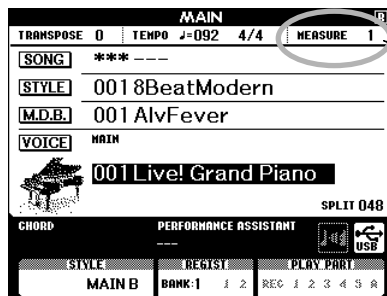 MAIN B
TRANSPOSE 0 TEMPO ♩=092 4/4 MEASURE 1
SONG *** ---
STYLE 001 8BeatModern
M.D.B. 001 AlvFever
VOICE MAIN
001 Live! Grand Piano
SPLIT 048
CHORD PERFORMANCE ASSISTANT
---
USB
STYLE REGIST PLAY PART
MAIN B BANK:1 1 2 REC 1 2 3 4 5 A